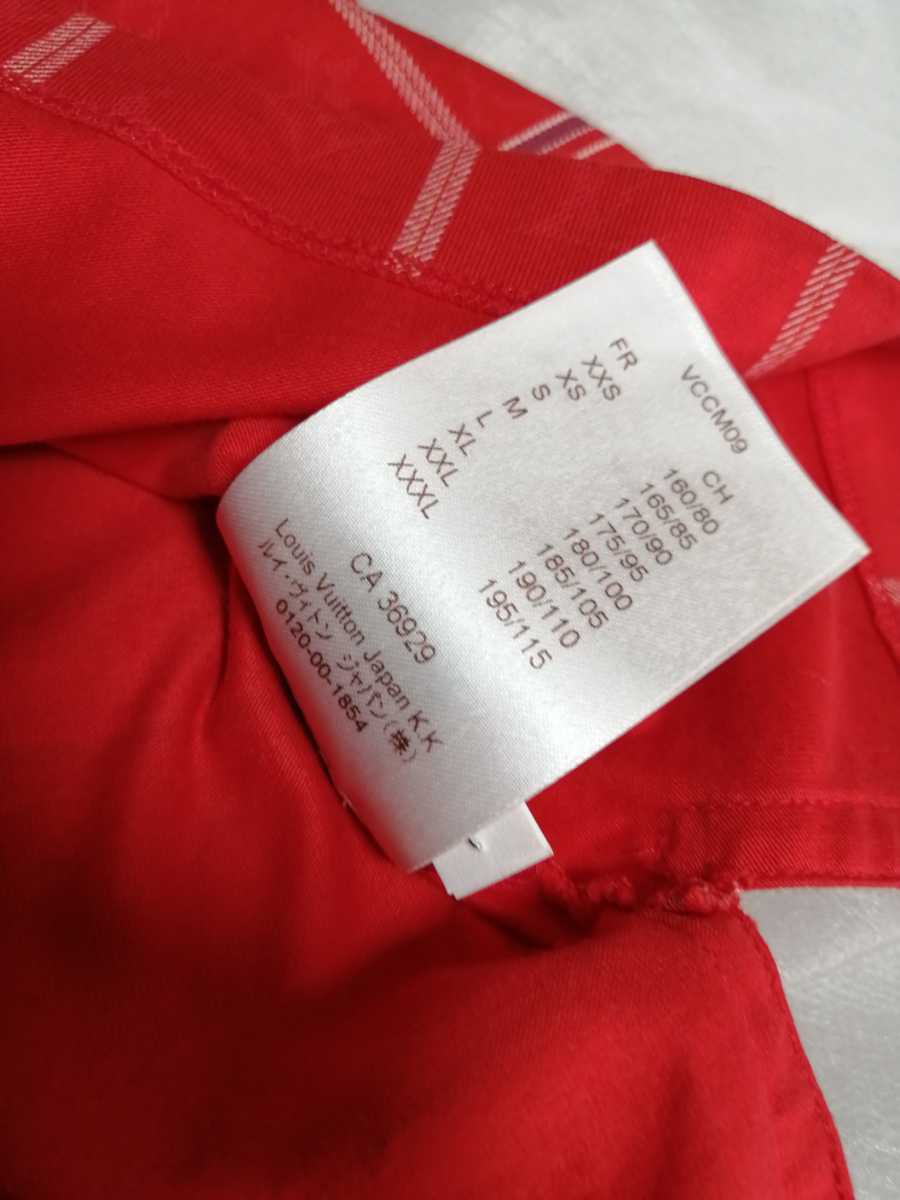 VCCM09
FR CH
XXS 160/80
XS 165/85
S 170/90
M 175/95
L 180/100
XL 185/105
XXL 190/110
XXXL 195/115
CA 36929
Louis Vuitton Japan K.K
ルイ・ヴィトン ジャパン(株)
0120-00-1854